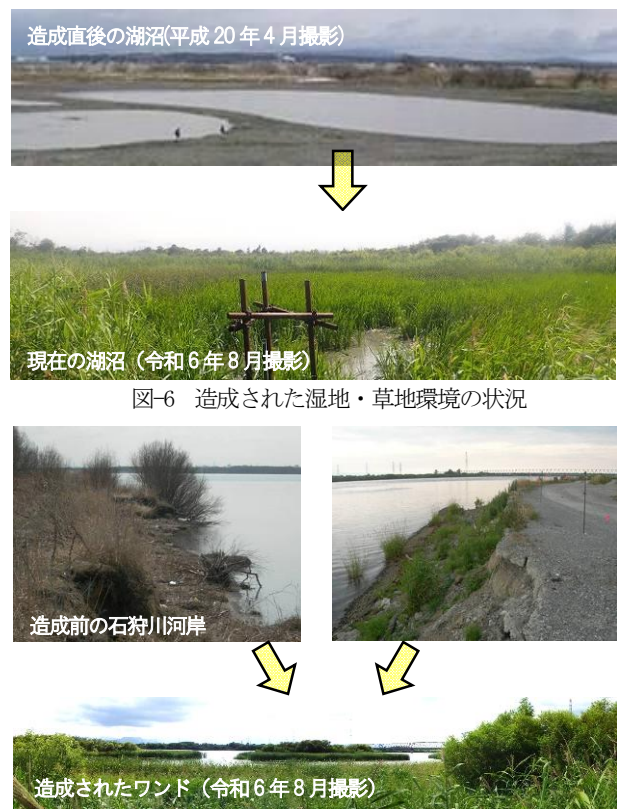 造成直後の湖沼(平成20年4月撮影)
現在の湖沼（令和6年8月撮影）
図-6　造成された湿地・草地環境の状況
造成前の石狩川河岸
造成されたワンド（令和6年8月撮影）